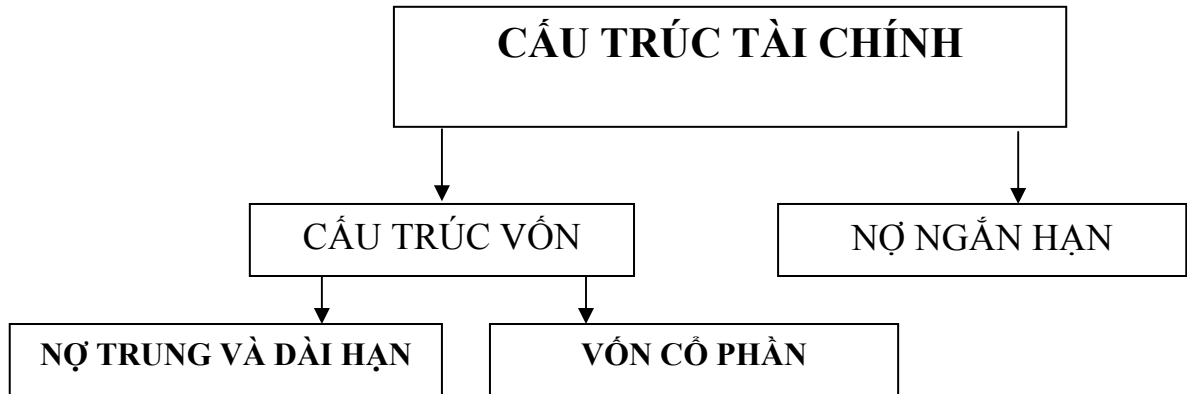 CẤU TRÚC TÀI CHÍNH
CẤU TRÚC VỐN
NỢ NGẮN HẠN
NỢ TRUNG VÀ DÀI HẠN
VỐN CỔ PHẦN